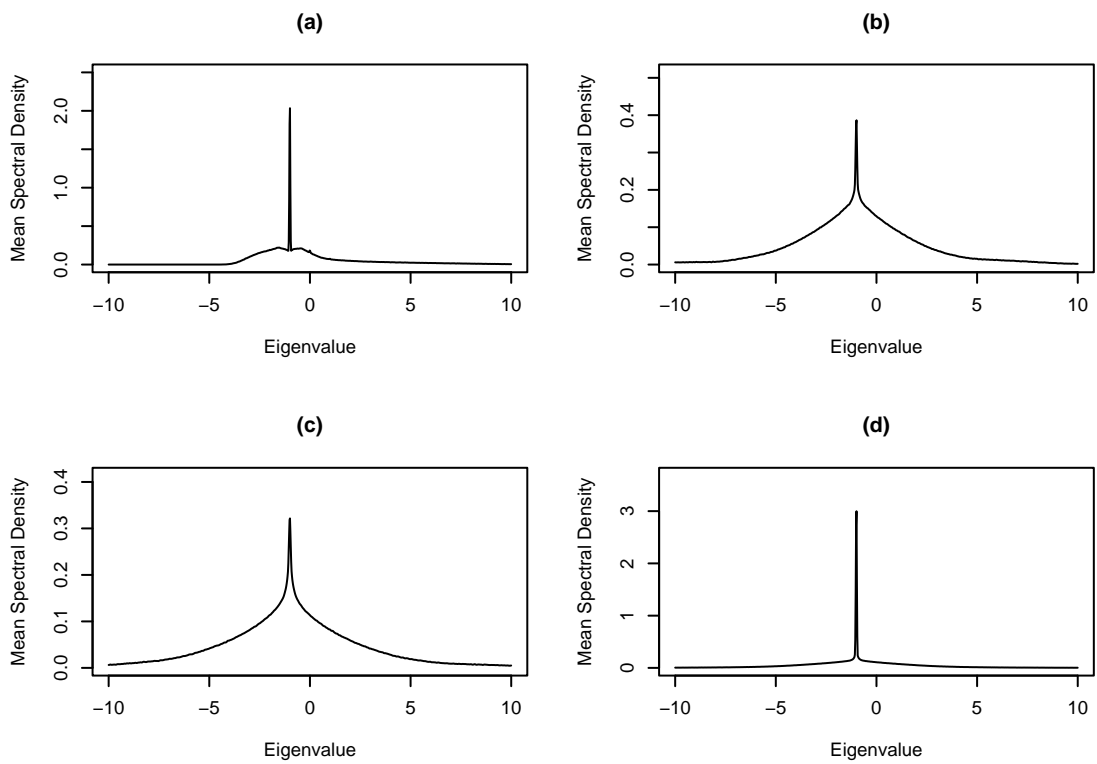 (a)
Mean Spectral Density
0.0 1.0 2.0
−10 −5 0 5 10
Eigenvalue
(b)
Mean Spectral Density
0.0 0.2 0.4
−10 −5 0 5 10
Eigenvalue
(c)
Mean Spectral Density
0.0 0.1 0.2 0.3 0.4
−10 −5 0 5 10
Eigenvalue
(d)
Mean Spectral Density
0 1 2 3
−10 −5 0 5 10
Eigenvalue